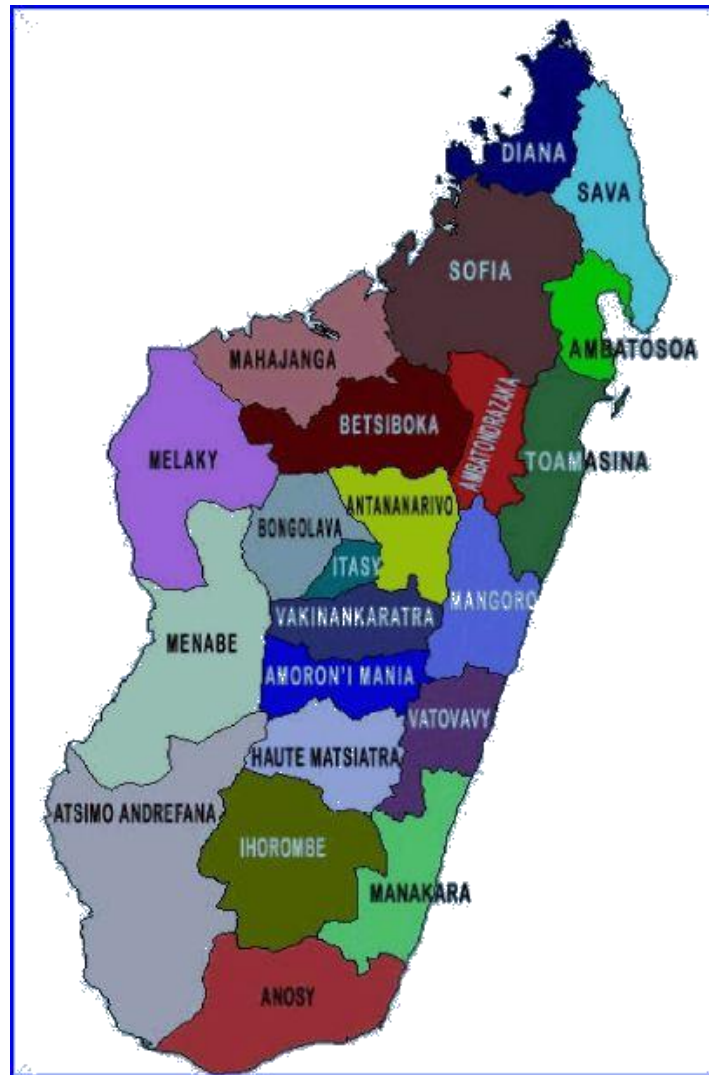 DIANA
SAVA
SOFIA
AMBATOSOA
MAHAJANGA
BETSIBOKA
AMBATONDRAZAKA
TOAMASINA
MELAKY
ANTANANARIVO
BONGOLAVA
ITASY
MANGORO
VAKINANKARATRA
MENABE
AMORON'I MANIA
VATOVAVY
HAUTE MATSIATRA
ATSIMO ANDREFANA
IHOROMBE
MANAKARA
ANOSY